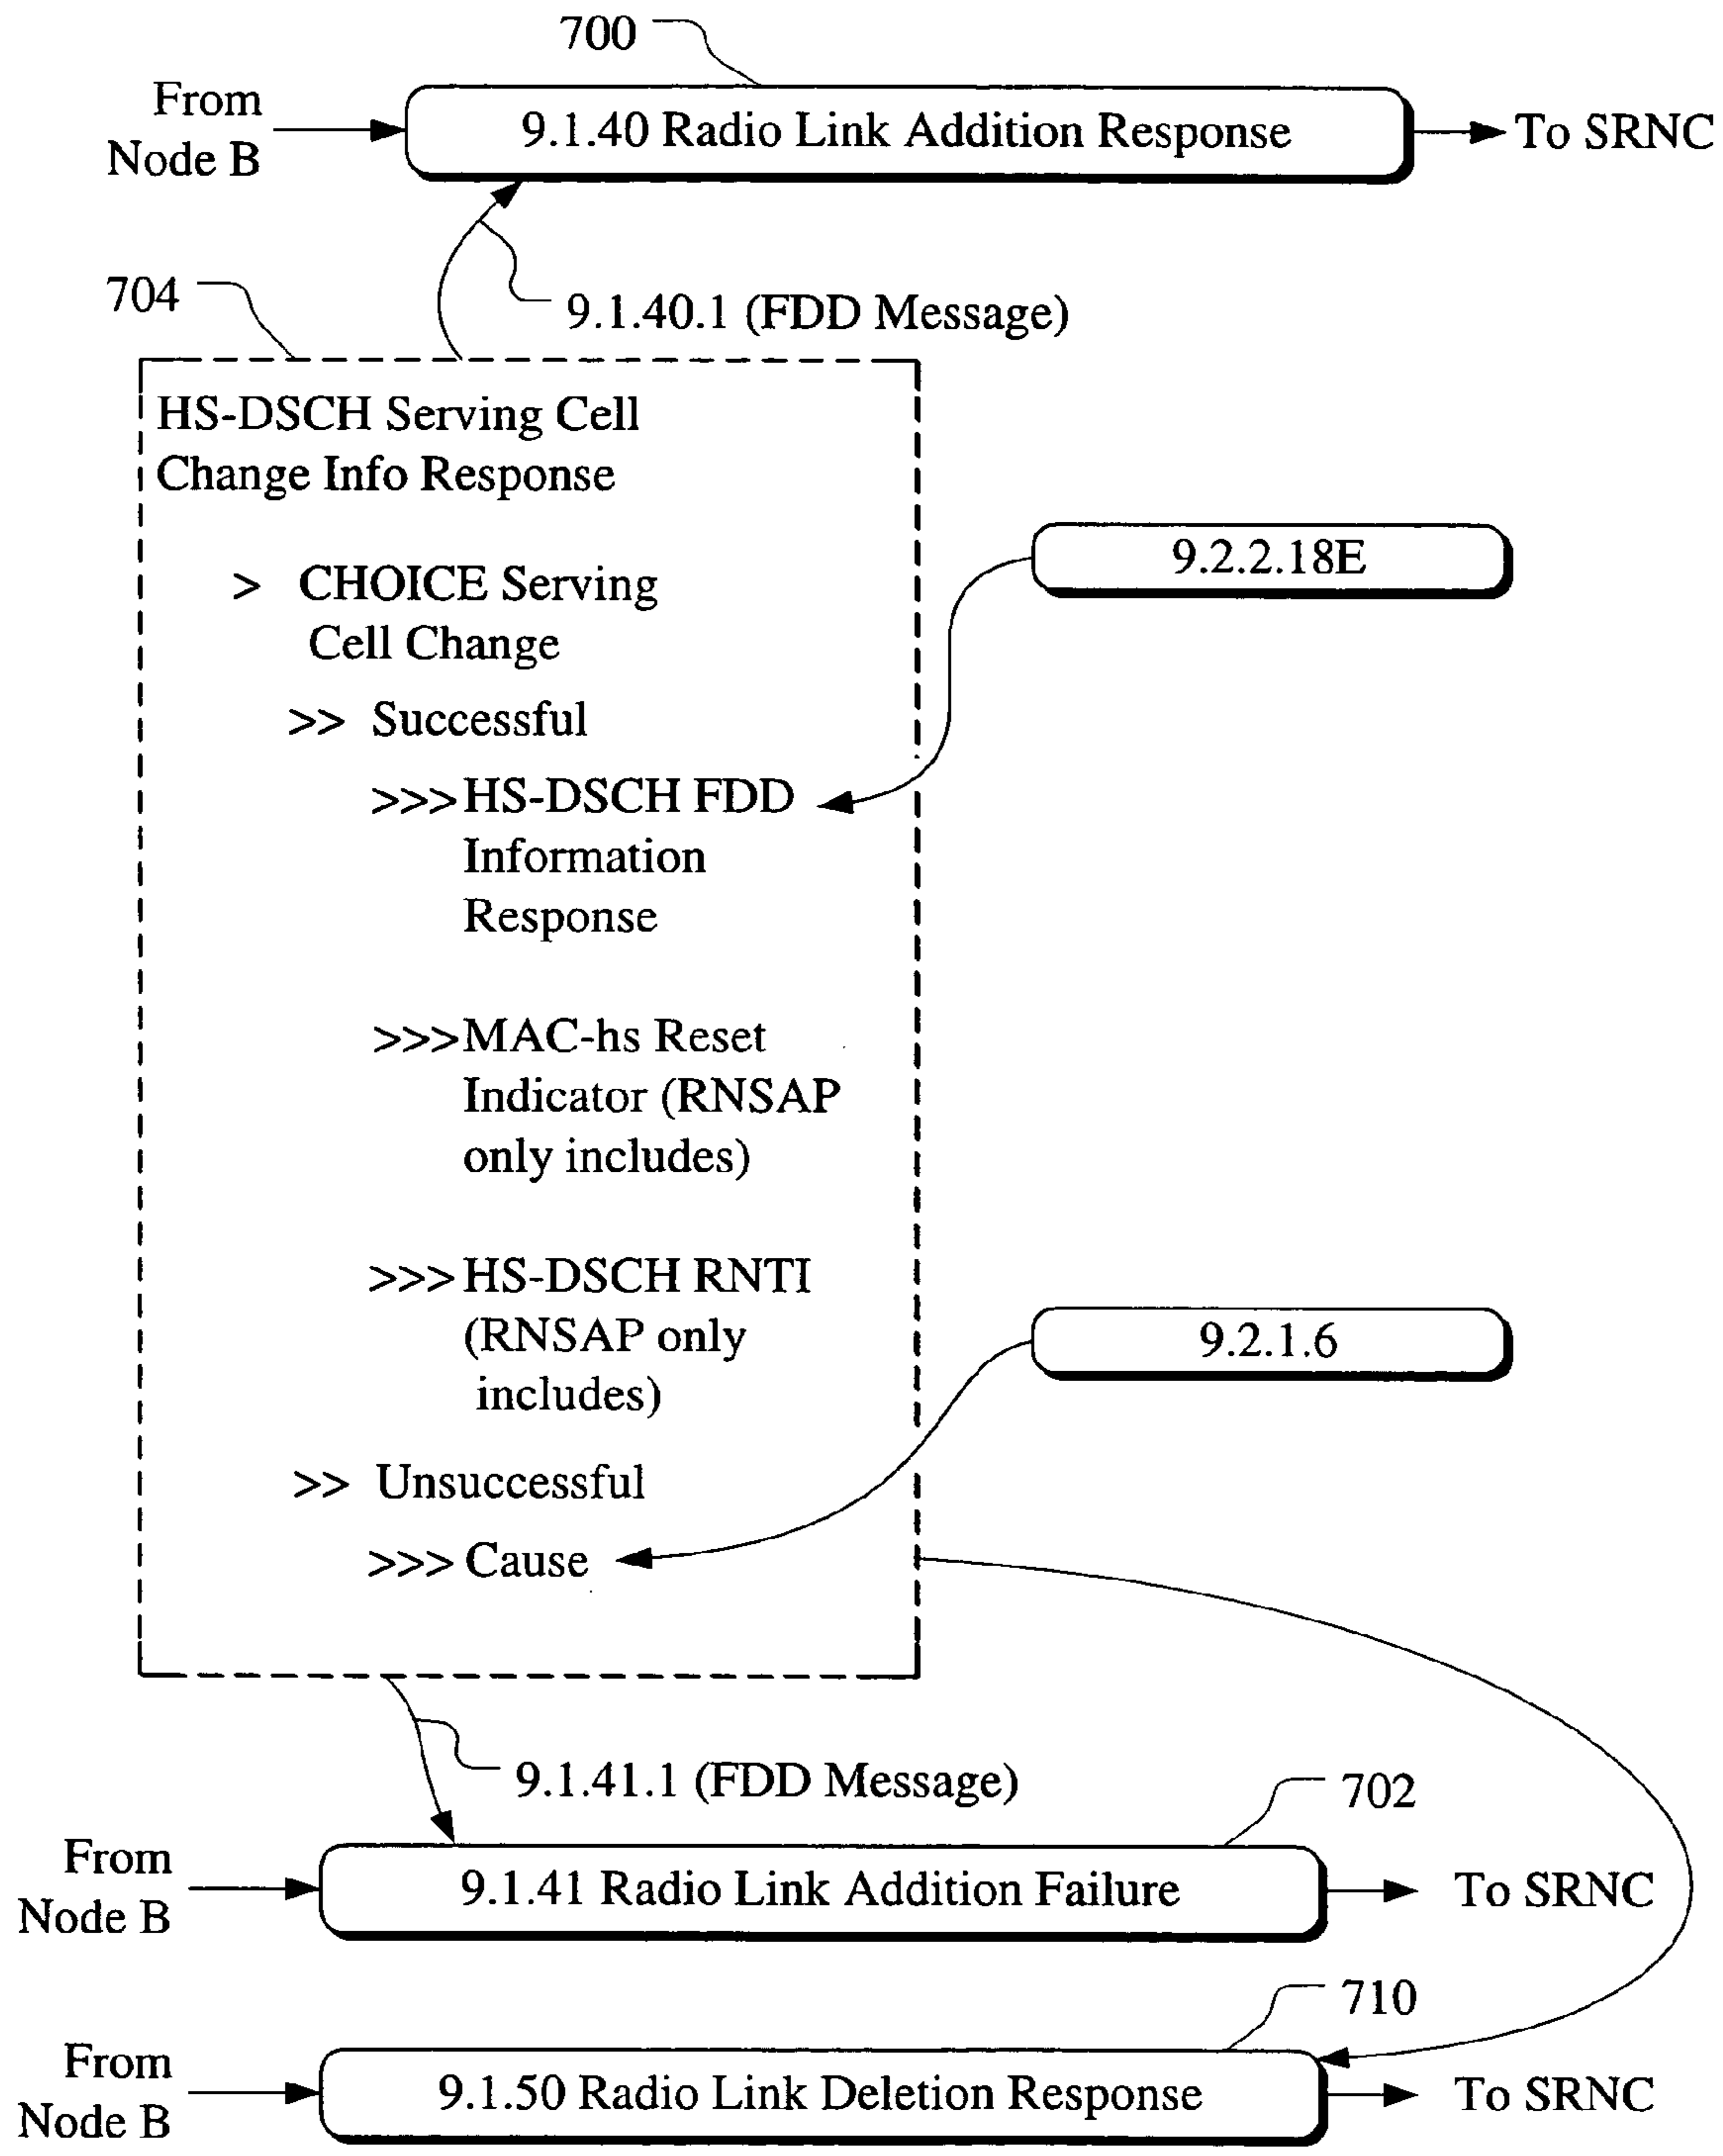 700
From
Node B
9.1.40 Radio Link Addition Response
To SRNC
704
9.1.40.1 (FDD Message)
HS-DSCH Serving Cell
Change Info Response
> CHOICE Serving
Cell Change
>> Successful
>>> HS-DSCH FDD
Information
Response
9.2.2.18E
>>> MAC-hs Reset
Indicator (RNSAP
only includes)
>>> HS-DSCH RNTI
(RNSAP only
includes)
9.2.1.6
>> Unsuccessful
>>> Cause
9.1.41.1 (FDD Message)
702
From
Node B
9.1.41 Radio Link Addition Failure
To SRNC
710
From
Node B
9.1.50 Radio Link Deletion Response
To SRNC